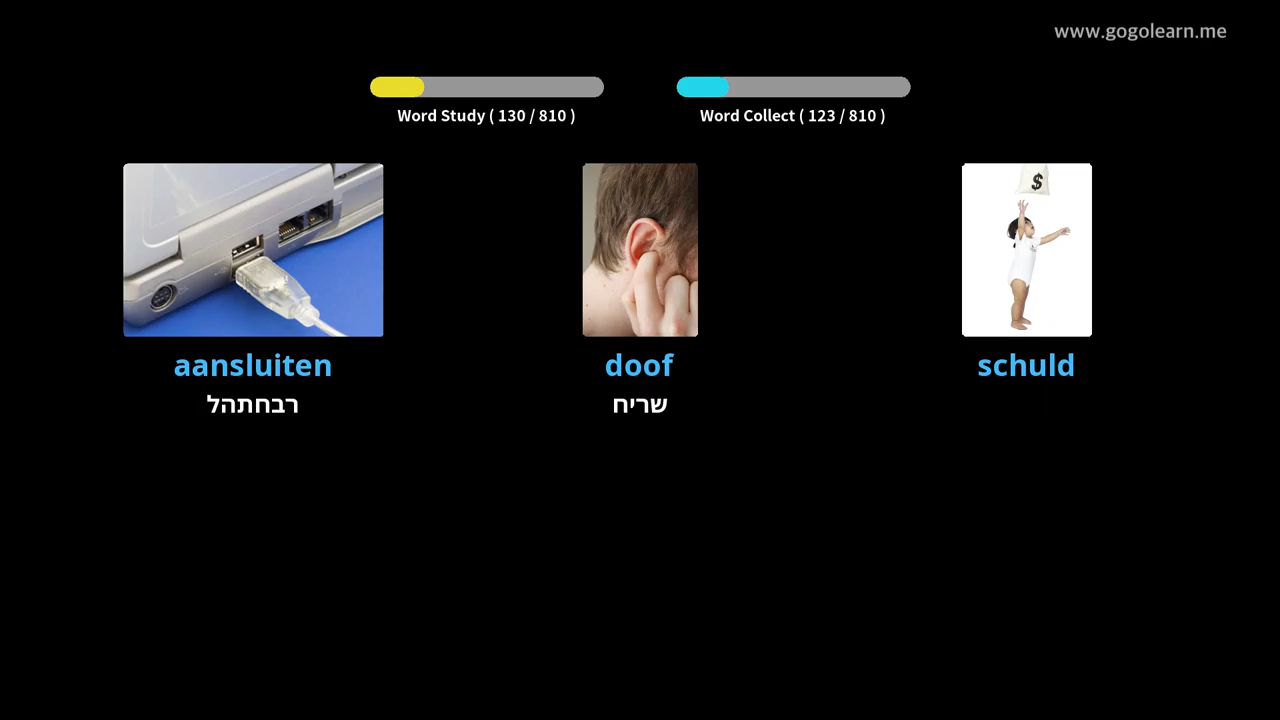 www.gogolearn.me
Word Study ( 130 / 810 )
Word Collect ( 123 / 810 )
$
aansluiten
רבחתהל
doof
שריח
schuld